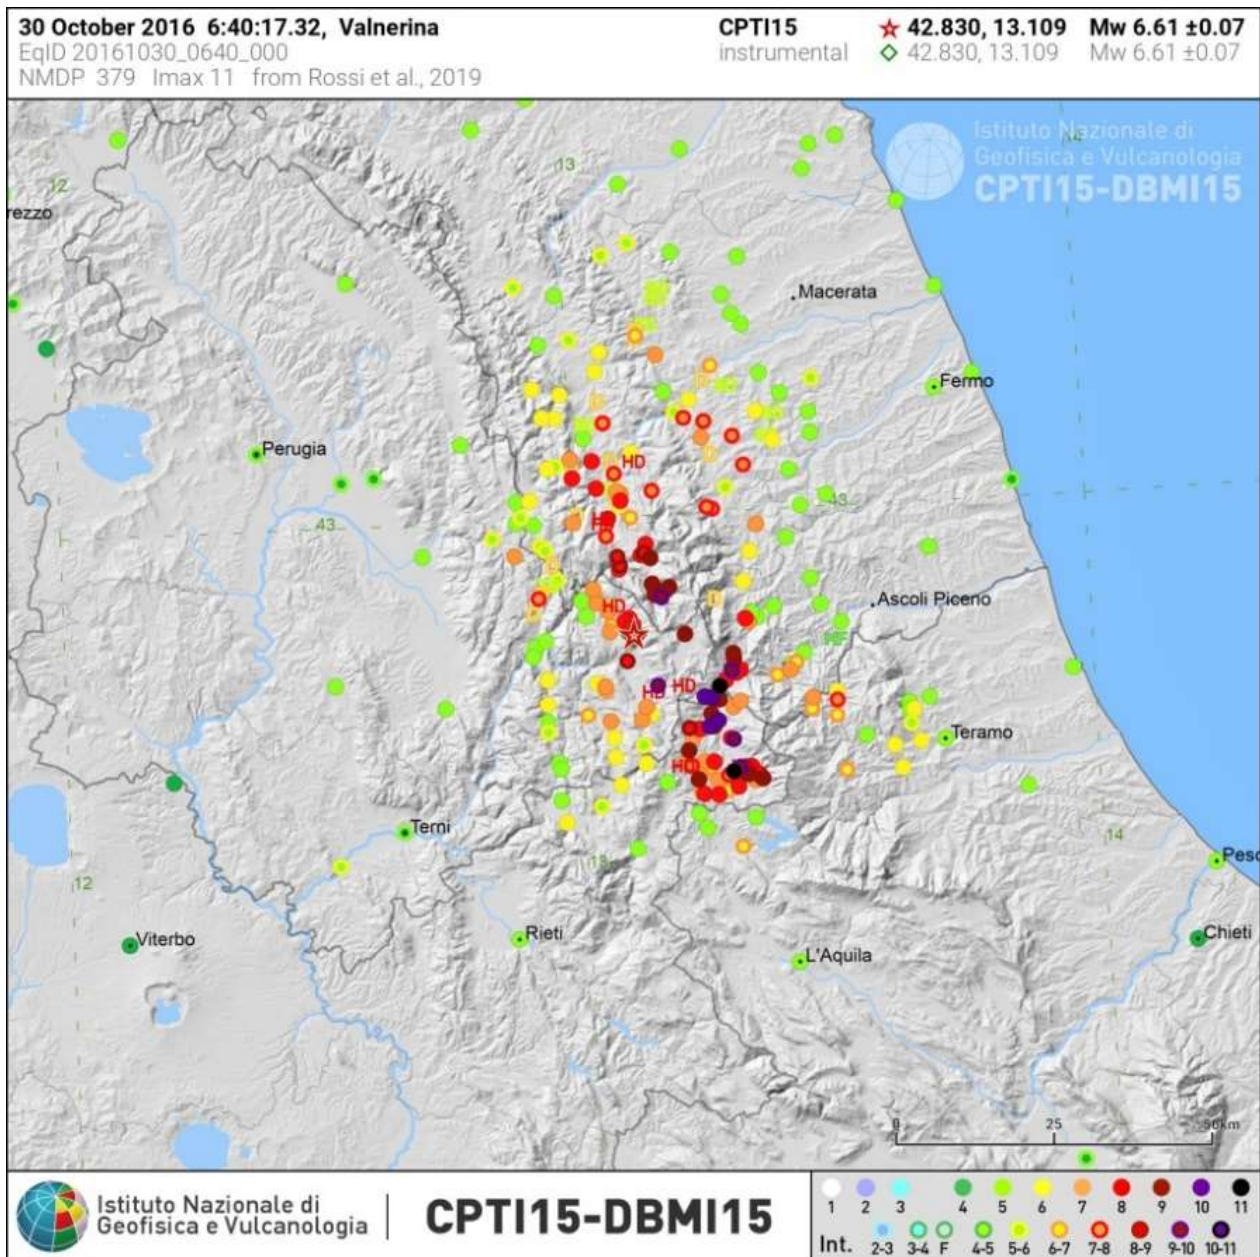 30 October 2016 6:40:17.32, Valnerina
EqID 20161030_0640_000
NMDP 379 Imax 11 from Rossi et al., 2019
CPTI15 42.830, 13.109 Mw 6.61 ±0.07
instrumental 42.830, 13.109 Mw 6.61 ±0.07
Istituto Nazionale di
Geofisica e Vulcanologia
CPTI15-DBMI15
13
14
12
rezzo
Macerata
Fermo
Perugia
HD
43
43
HD
D
Ascoli Piceno
HD
HF
HD
HD
Teramo
HD
Terni
14
13
12
Pesc
Viterbo
Rieti
Chieti
L'Aquila
0 25 50km
Istituto Nazionale di
Geofisica e Vulcanologia
CPTI15-DBMI15
1 2 3 4 5 6 7 8 9 10 11
Int. 2-3 3-4 F 4-5 5-6 6-7 7-8 8-9 9-10 10-11